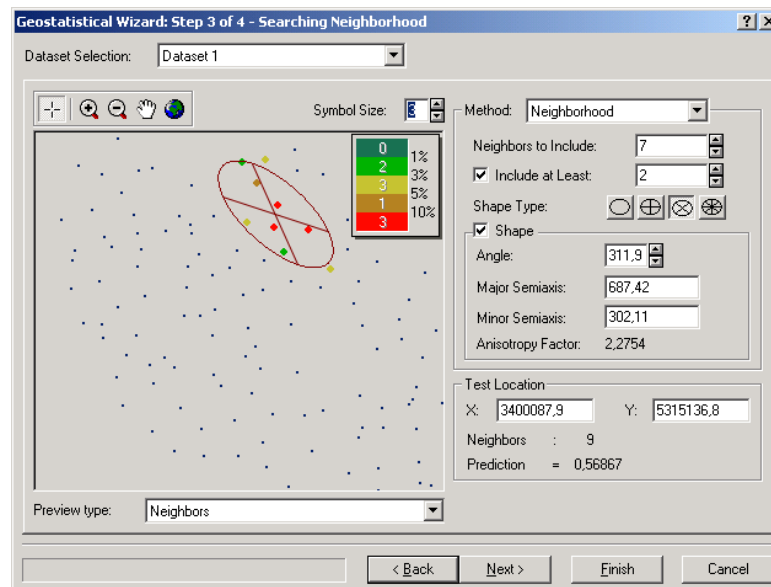 Geostatistical Wizard: Step 3 of 4 - Searching Neighborhood
Dataset Selection: Dataset 1
Symbol Size: 3
0
2
3
1
3
1%
3%
5%
10%
Method: Neighborhood
Neighbors to Include: 7
Include at Least: 2
Shape Type:
Shape
Angle: 311,9
Major Semiaxis: 687,42
Minor Semiaxis: 302,11
Anisotropy Factor: 2,2754
Test Location
X: 3400087,9 Y: 5315136,8
Neighbors : 9
Prediction = 0,56867
Preview type: Neighbors
< Back Next > Finish Cancel